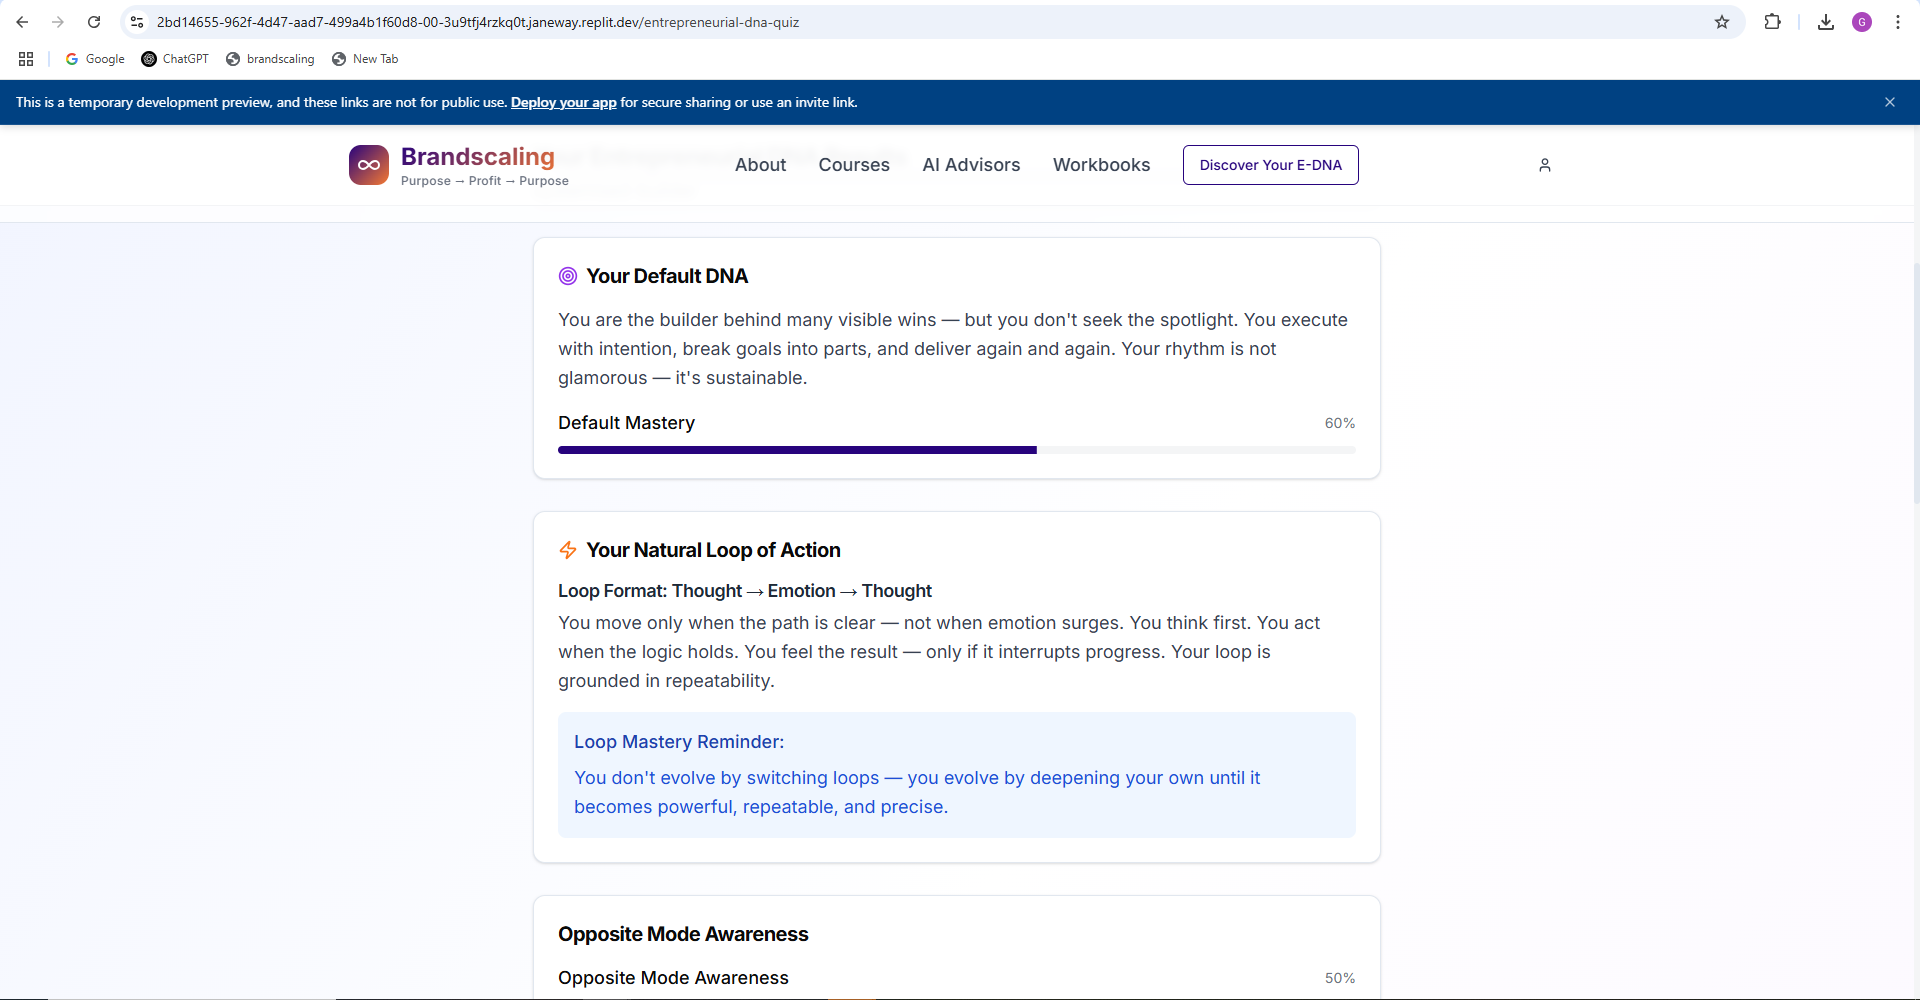 2bd14655-962f-4d47-aad7-499a4b1f60d8-00-3u9tfj4rzkq0t.janeway.replit.dev/entrepreneurial-dna-quiz
G
Google
ChatGPT
brandscaling
New Tab
This is a temporary development preview, and these links are not for public use. Deploy your app for secure sharing or use an invite link.
Brandscaling
Purpose → Profit → Purpose
About
Courses
AI Advisors
Workbooks
Discover Your E-DNA
Your Default DNA
You are the builder behind many visible wins — but you don't seek the spotlight. You execute
with intention, break goals into parts, and deliver again and again. Your rhythm is not
glamorous — it's sustainable.
Default Mastery
60%
Your Natural Loop of Action
Loop Format: Thought → Emotion → Thought
You move only when the path is clear — not when emotion surges. You think first. You act
when the logic holds. You feel the result — only if it interrupts progress. Your loop is
grounded in repeatability.
Loop Mastery Reminder:
You don't evolve by switching loops — you evolve by deepening your own until it
becomes powerful, repeatable, and precise.
Opposite Mode Awareness
Opposite Mode Awareness
50%